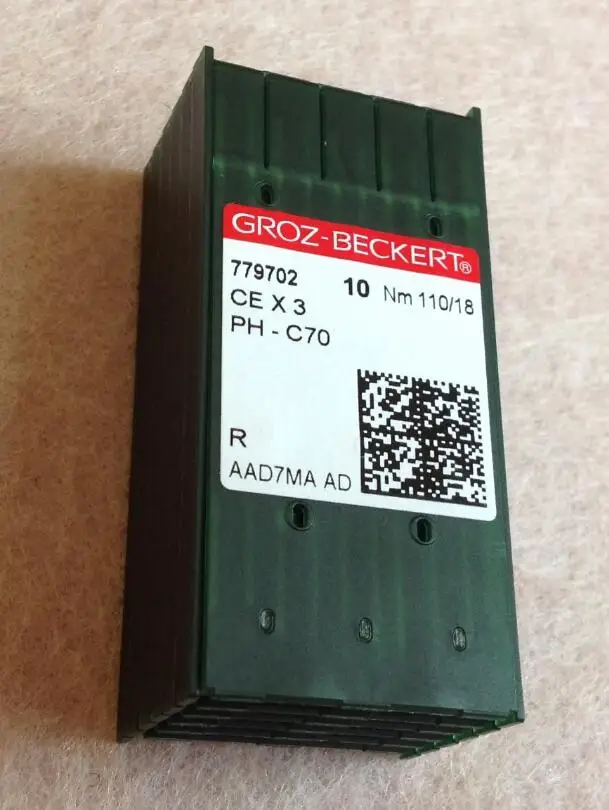 GROZ-BECKERT®
779702 10 Nm 110/18
CE X 3
PH - C70
R
AAD7MA AD